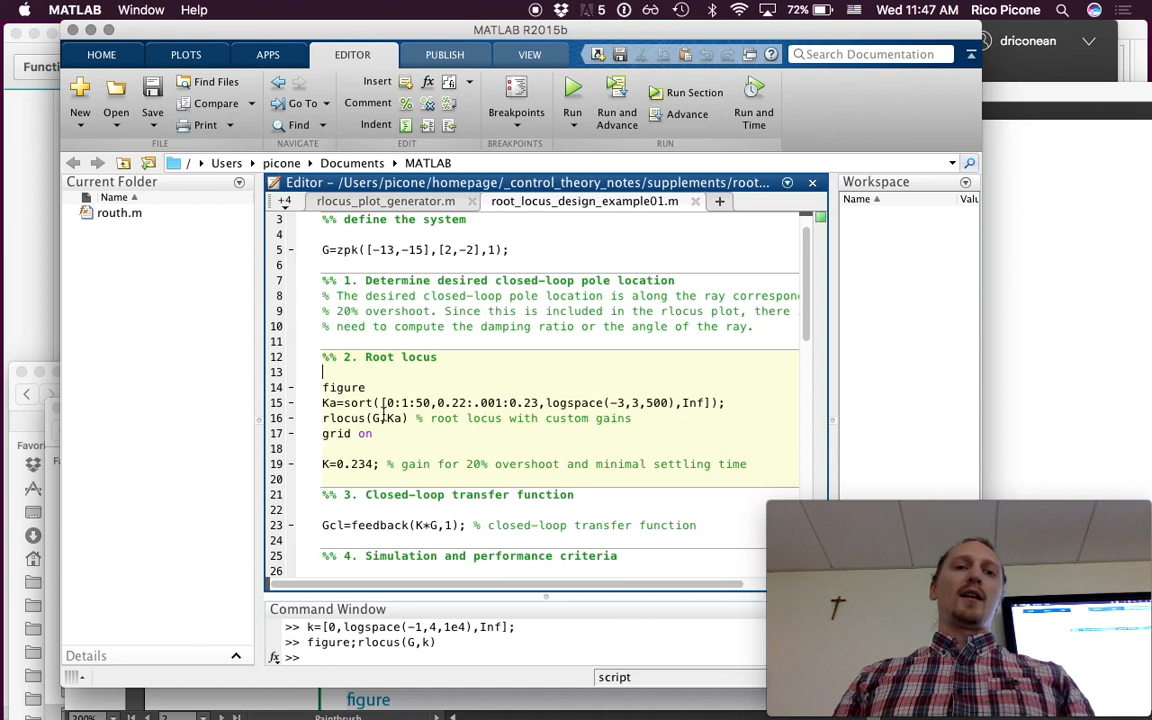 MATLAB Window Help 5 72% Wed 11:47 AM Rico Picone
MATLAB R2015b
driconean
Functi
HOME PLOTS APPS EDITOR PUBLISH VIEW Search Documentation
New Open Save Find Files Compare Print
Go To Find
Insert Comment Indent
Breakpoints
Run Run and Advance Run Section Advance Run and Time
FILE NAVIGATE EDIT BREAKPOINTS RUN
/ Users picone Documents MATLAB
Current Folder
Name
routh.m
Editor - /Users/picone/homepage/_control_theory_notes/supplements/root...
+4 rlocus_plot_generator.m root_locus_design_example01.m
3 %% define the system
4
5 - G=zpk([-13,-15],[2,-2],1);
6
7 %% 1. Determine desired closed-loop pole location
8 % The desired closed-loop pole location is along the ray correspon
9 % 20% overshoot. Since this is included in the rlocus plot, there
10 % need to compute the damping ratio or the angle of the ray.
11
12 %% 2. Root locus
13
14 - figure
15 - Ka=sort([0:1:50,0.22:.001:0.23,logspace(-3,3,500),Inf]);
16 - rlocus(G,Ka) % root locus with custom gains
17 - grid on
18
19 - K=0.234; % gain for 20% overshoot and minimal settling time
20
21 %% 3. Closed-loop transfer function
22
23 - Gcl=feedback(K*G,1); % closed-loop transfer function
24
25 %% 4. Simulation and performance criteria
26
Workspace
Name Valu
Command Window
>> k=[0,logspace(-1,4,1e4),Inf];
>> figure;rlocus(G,k)
fx >>
Favori
Details
script
figure
200% 2 Paintbrush